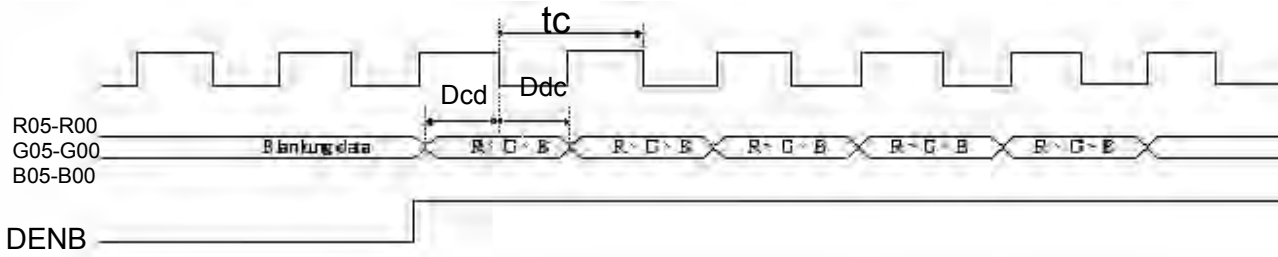 tc
Dcd Ddc
R05-R00
G05-G00 Blanking data R-G-B R-G-B R-G-B R-G-B R-G-B
B05-B00
DENB